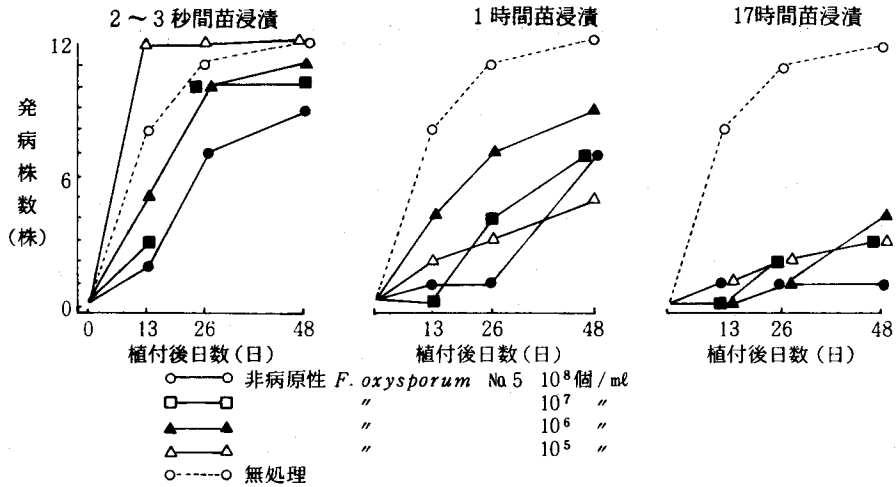 2～3秒間苗浸漬
1時間苗浸漬
17時間苗浸漬
発病株数(株)
12
6
0
0 13 26 48
植付後日数(日)
13 26 48
植付後日数(日)
13 26 48
植付後日数(日)
非病原性 F. oxysporum No.5 10⁸個/mℓ
〃 10⁷ 〃
〃 10⁶ 〃
〃 10⁵ 〃
無処理